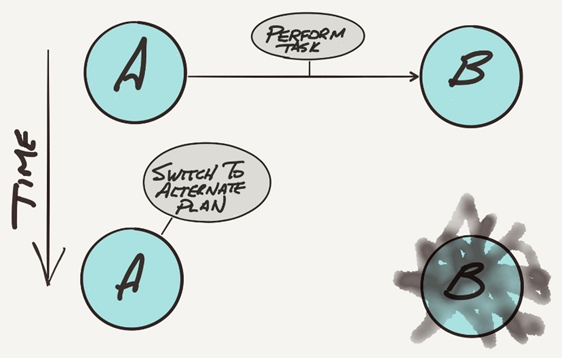 A
PERFORM
TASK
B
TIME
SWITCH TO
ALTERNATE
PLAN
A
B